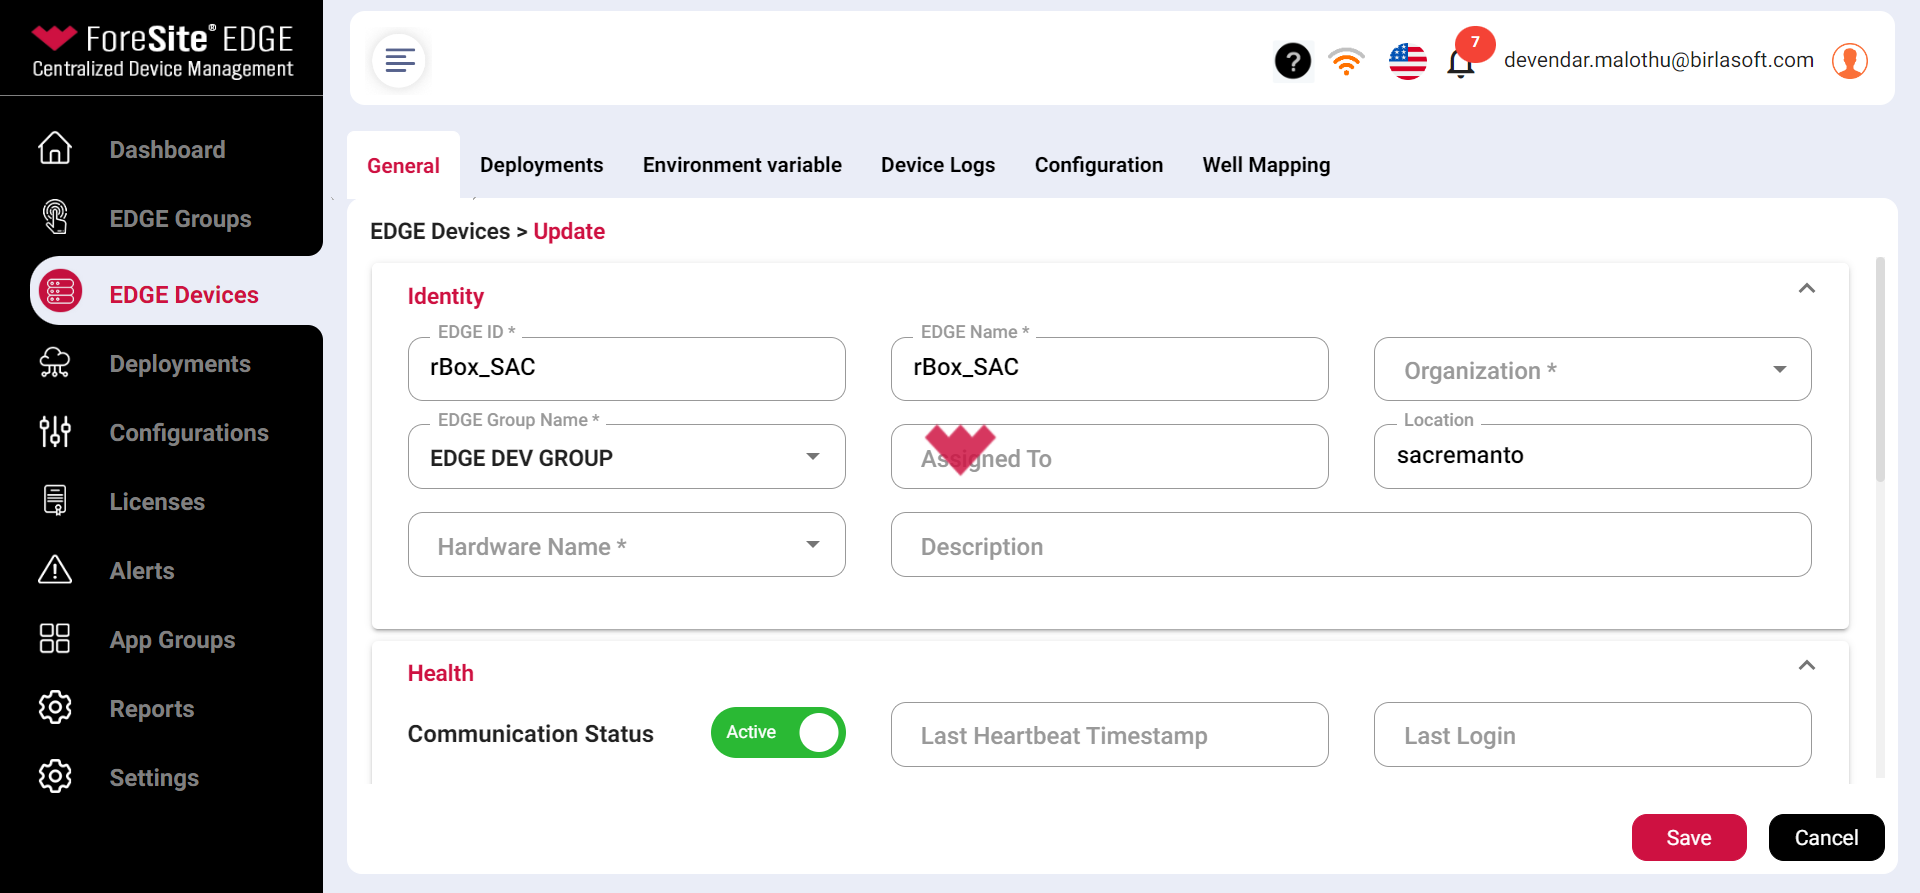 ForeSite® EDGE
Centralized Device Management
Dashboard
EDGE Groups
EDGE Devices
Deployments
Configurations
Licenses
Alerts
App Groups
Reports
Settings
?
7
devendar.malothu@birlasoft.com
General Deployments Environment variable Device Logs Configuration Well Mapping
EDGE Devices > Update
Identity
EDGE ID *
rBox_SAC
EDGE Name *
rBox_SAC
Organization *
EDGE Group Name *
EDGE DEV GROUP
Assigned To
Location
sacremanto
Hardware Name *
Description
Health
Communication Status
Active
Last Heartbeat Timestamp
Last Login
Save
Cancel